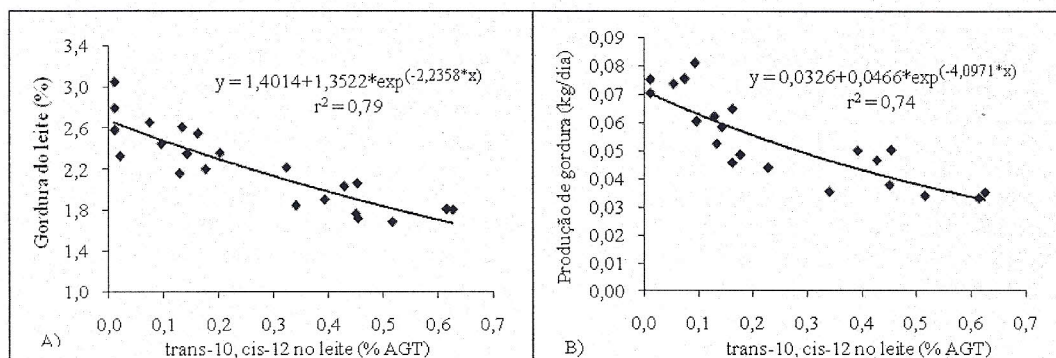 Gordura do leite (%)
3,4
3,0
2,6
2,2
1,8
1,4
1,0
y = 1,4014+1,3522*exp(-2,2358*x)
r² = 0,79
0,0 0,1 0,2 0,3 0,4 0,5 0,6 0,7
A) trans-10, cis-12 no leite (% AGT)
Produção de gordura (kg/dia)
0,09
0,08
0,07
0,06
0,05
0,04
0,03
0,02
0,01
0,00
y = 0,0326+0,0466*exp(-4,0971*x)
r² = 0,74
0,0 0,1 0,2 0,3 0,4 0,5 0,6 0,7
B) trans-10, cis-12 no leite (% AGT)